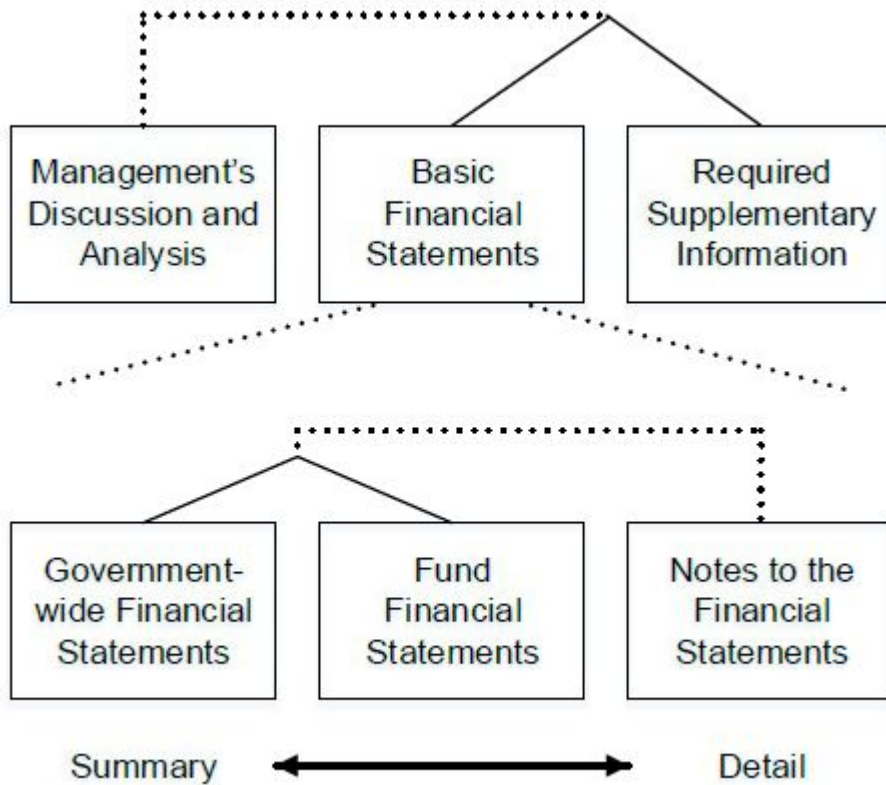 Management's
Discussion and
Analysis
Basic
Financial
Statements
Required
Supplementary
Information
Government-
wide Financial
Statements
Fund
Financial
Statements
Notes to the
Financial
Statements
Summary
Detail